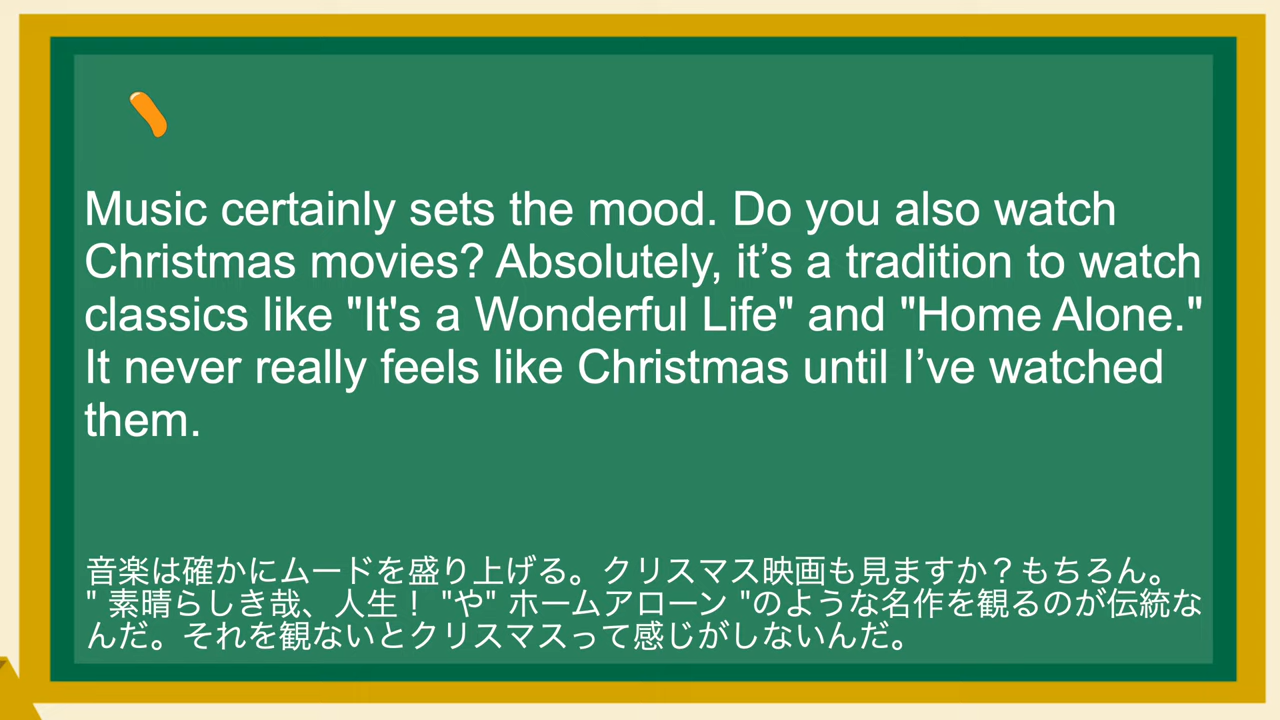 Music certainly sets the mood. Do you also watch
Christmas movies? Absolutely, it’s a tradition to watch
classics like "It's a Wonderful Life" and "Home Alone."
It never really feels like Christmas until I’ve watched
them.
音楽は確かにムードを盛り上げる。クリスマス映画も見ますか？もちろん。
" 素晴らしき哉、人生！ "や" ホームアローン "のような名作を観るのが伝統な
んだ。それを観ないとクリスマスって感じがしないんだ。